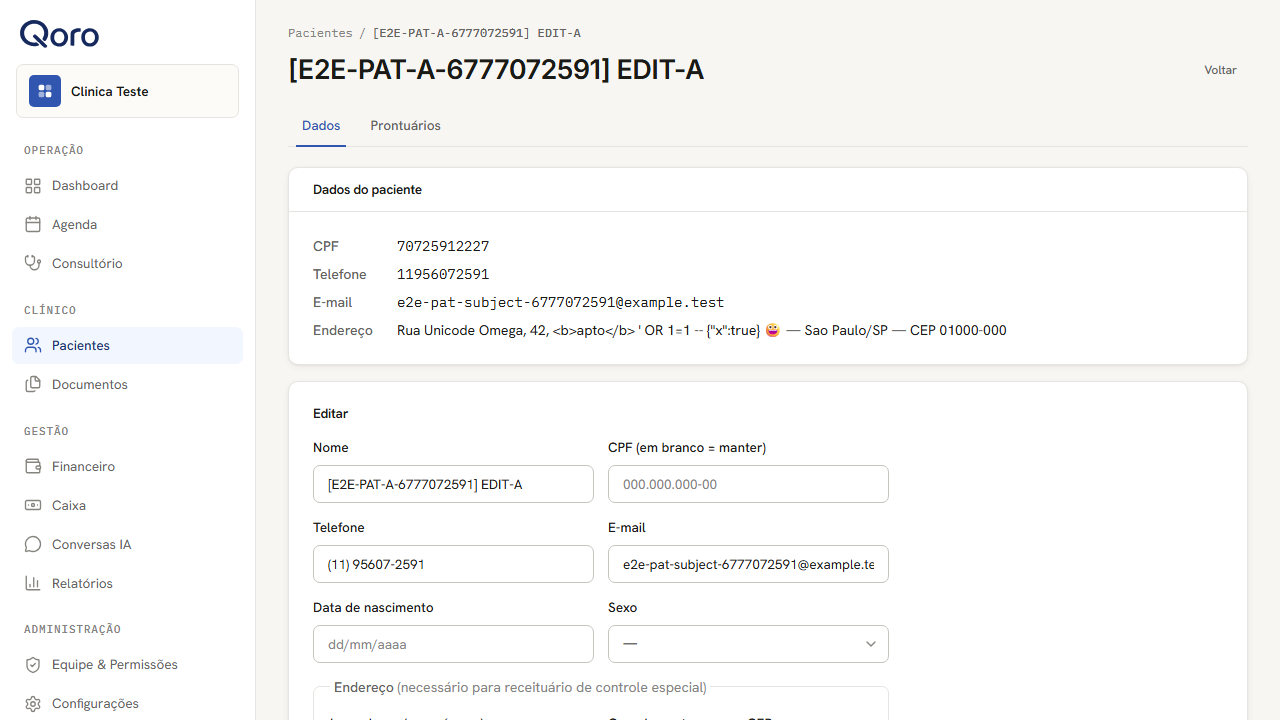 Qoro
Clinica Teste
OPERAÇÃO
Dashboard
Agenda
Consultório
CLÍNICO
Pacientes
Documentos
GESTÃO
Financeiro
Caixa
Conversas IA
Relatórios
ADMINISTRAÇÃO
Equipe & Permissões
Configurações
Pacientes / [E2E-PAT-A-6777072591] EDIT-A
[E2E-PAT-A-6777072591] EDIT-A
Voltar
Dados Prontuários
Dados do paciente
CPF 70725912227
Telefone 11956072591
E-mail e2e-pat-subject-6777072591@example.test
Endereço Rua Unicode Omega, 42, <b>apto</b> ' OR 1=1 -- {"x":true} 😀 — Sao Paulo/SP — CEP 01000-000
Editar
Nome CPF (em branco = manter)
[E2E-PAT-A-6777072591] EDIT-A 000.000.000-00
Telefone E-mail
(11) 95607-2591 e2e-pat-subject-6777072591@example.te
Data de nascimento Sexo
dd/mm/aaaa —
Endereço (necessário para receituário de controle especial)